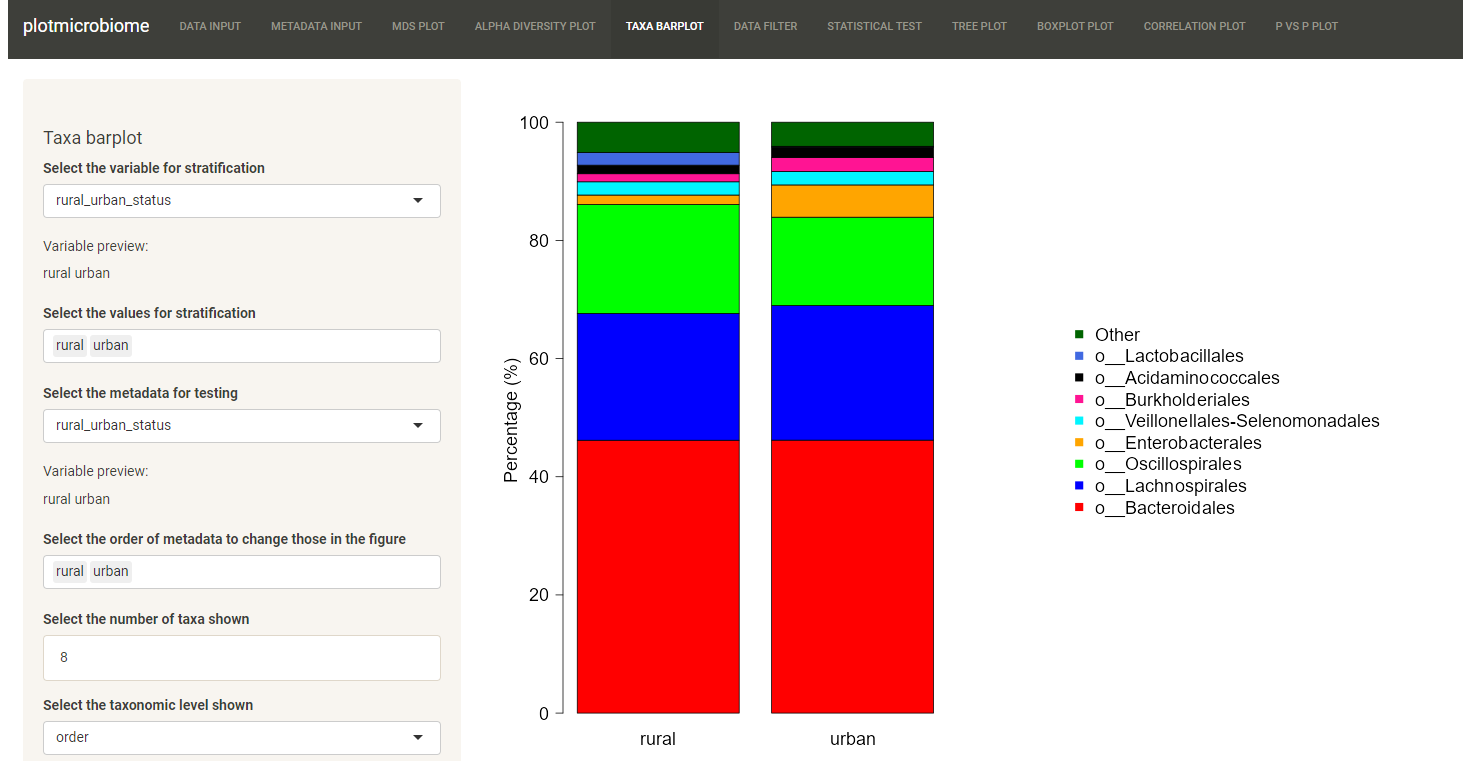 plotmicrobiome DATA INPUT METADATA INPUT MDS PLOT ALPHA DIVERSITY PLOT TAXA BARPLOT DATA FILTER STATISTICAL TEST TREE PLOT BOXPLOT PLOT CORRELATION PLOT P VS P PLOT
Taxa barplot
Select the variable for stratification
rural_urban_status
Variable preview:
rural urban
Select the values for stratification
rural urban
Select the metadata for testing
rural_urban_status
Variable preview:
rural urban
Select the order of metadata to change those in the figure
rural urban
Select the number of taxa shown
8
Select the taxonomic level shown
order
Percentage (%)
100
80
60
40
20
0
rural urban
Other
o__Lactobacillales
o__Acidaminococcales
o__Burkholderiales
o__Veillonellales-Selenomonadales
o__Enterobacterales
o__Oscillospirales
o__Lachnospirales
o__Bacteroidales